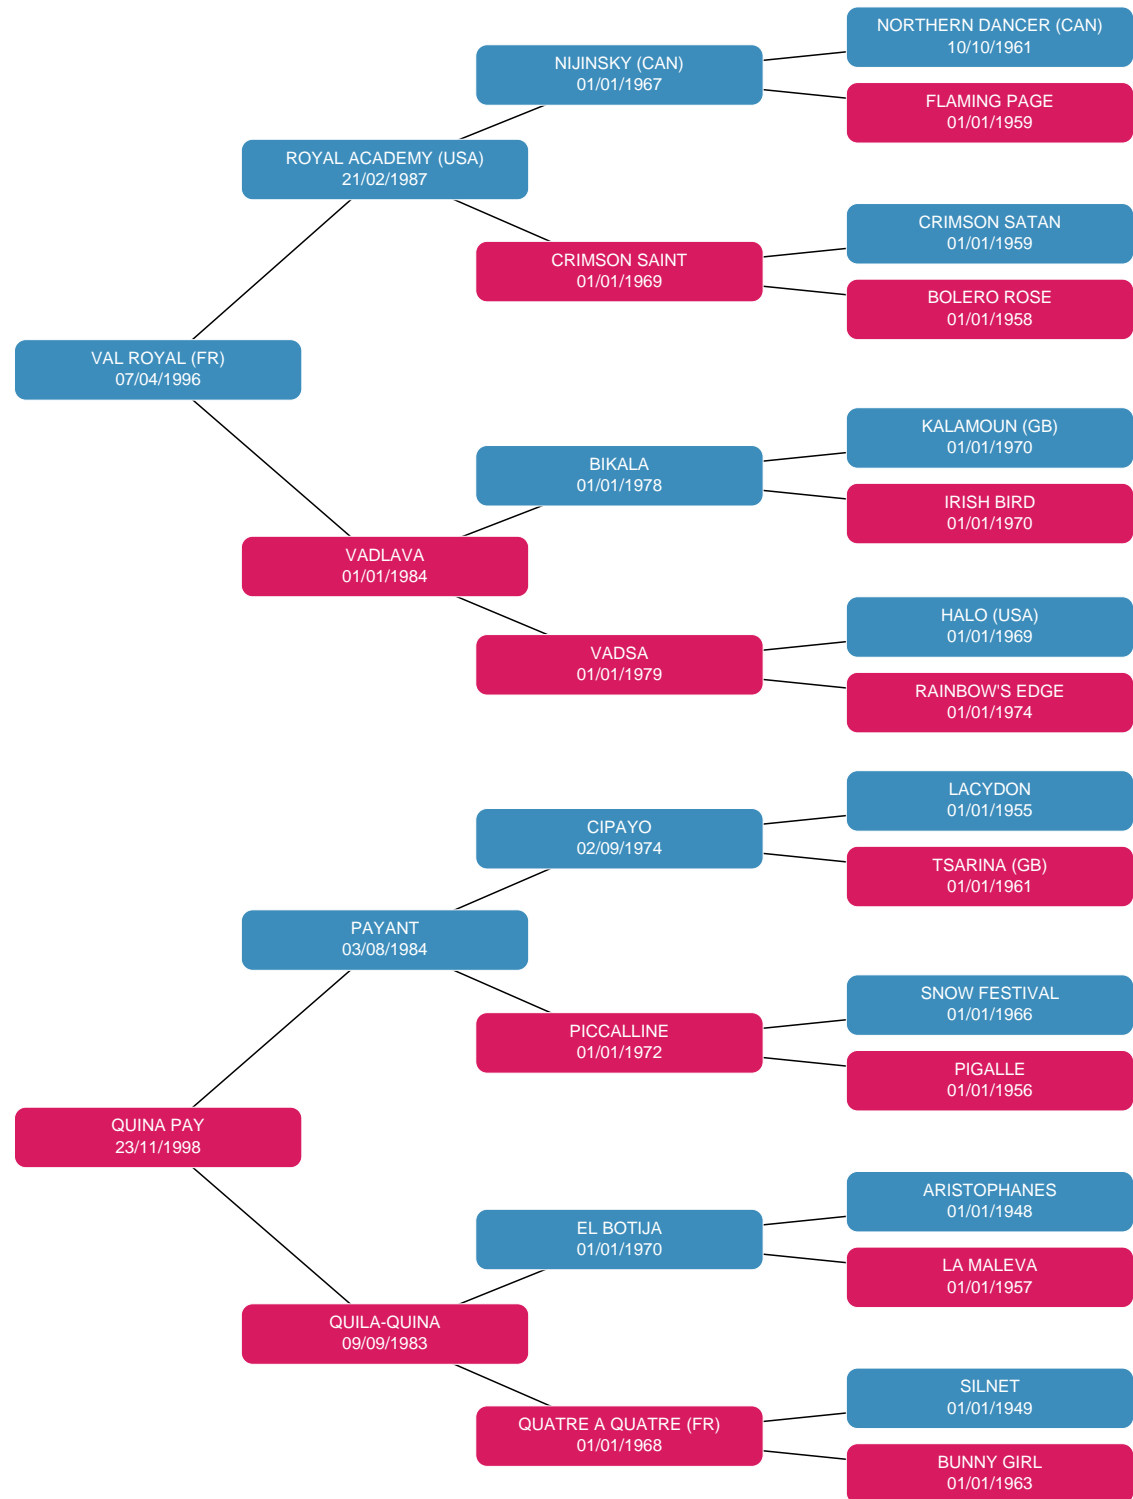 NORTHERN DANCER (CAN)
10/10/1961
NIJINSKY (CAN)
01/01/1967
FLAMING PAGE
01/01/1959
ROYAL ACADEMY (USA)
21/02/1987
CRIMSON SATAN
01/01/1959
CRIMSON SAINT
01/01/1969
BOLERO ROSE
01/01/1958
VAL ROYAL (FR)
07/04/1996
KALAMOUN (GB)
01/01/1970
BIKALA
01/01/1978
IRISH BIRD
01/01/1970
VADLAVA
01/01/1984
HALO (USA)
01/01/1969
VADSA
01/01/1979
RAINBOW'S EDGE
01/01/1974
LACYDON
01/01/1955
CIPAYO
02/09/1974
TSARINA (GB)
01/01/1961
PAYANT
03/08/1984
SNOW FESTIVAL
01/01/1966
PICCALLINE
01/01/1972
PIGALLE
01/01/1956
QUINA PAY
23/11/1998
ARISTOPHANES
01/01/1948
EL BOTIJA
01/01/1970
LA MALEVA
01/01/1957
QUILA-QUINA
09/09/1983
SILNET
01/01/1949
QUATRE A QUATRE (FR)
01/01/1968
BUNNY GIRL
01/01/1963